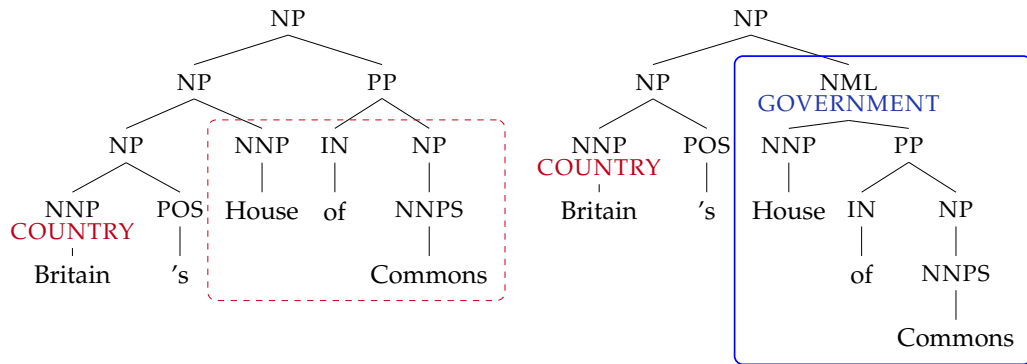 NP
NP PP
NP NNP IN NP
NNP POS House of NNPS
COUNTRY
Britain 's Commons
NP
NP NML
GOVERNMENT
NNP POS NNP PP
COUNTRY
Britain 's House IN NP
of NNPS
Commons